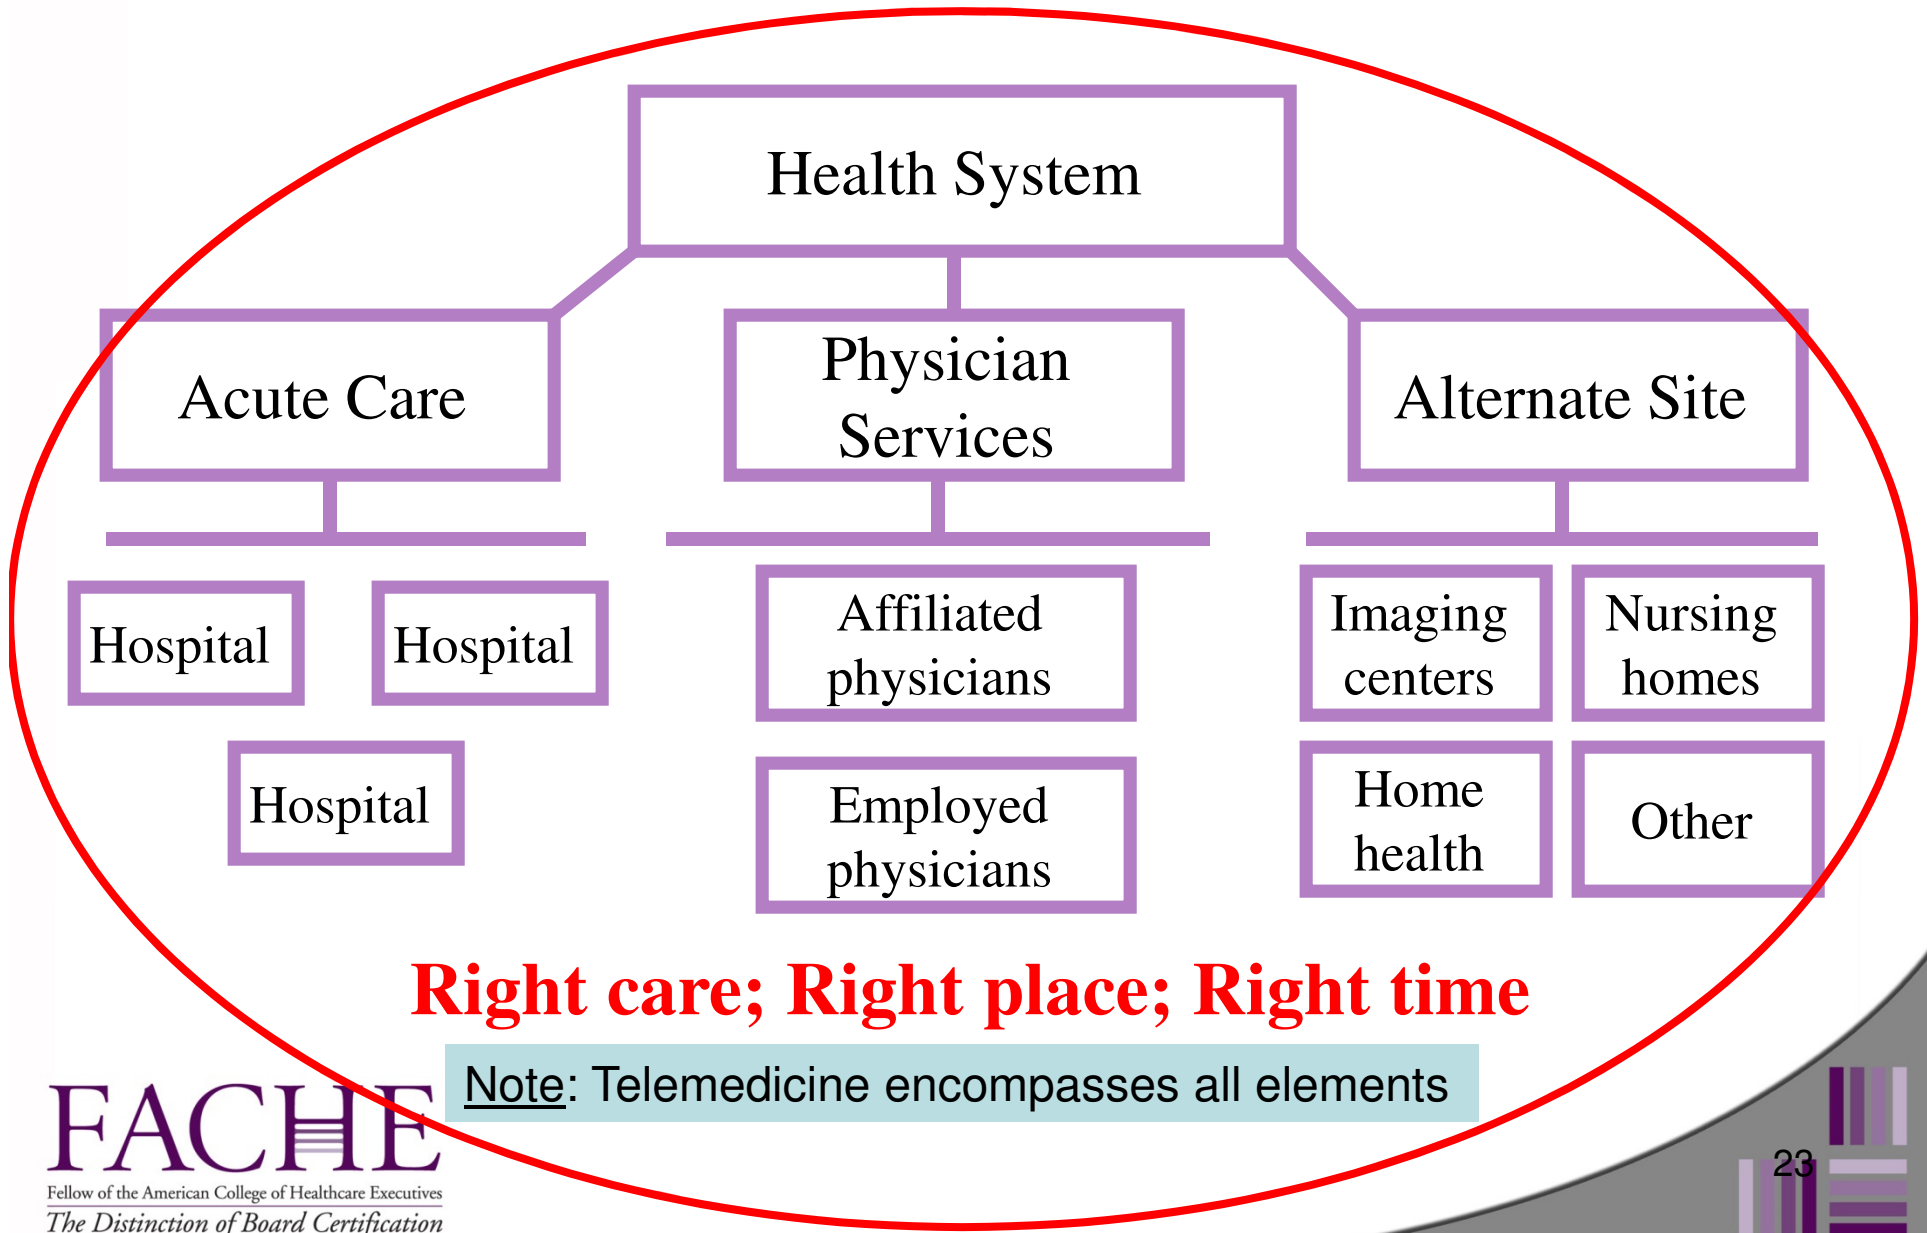 Health System
Acute Care
Physician
Services
Alternate Site
Hospital
Hospital
Hospital
Affiliated
physicians
Employed
physicians
Imaging
centers
Nursing
homes
Home
health
Other
Right care; Right place; Right time
Note: Telemedicine encompasses all elements
FACHE
Fellow of the American College of Healthcare Executives
The Distinction of Board Certification
23